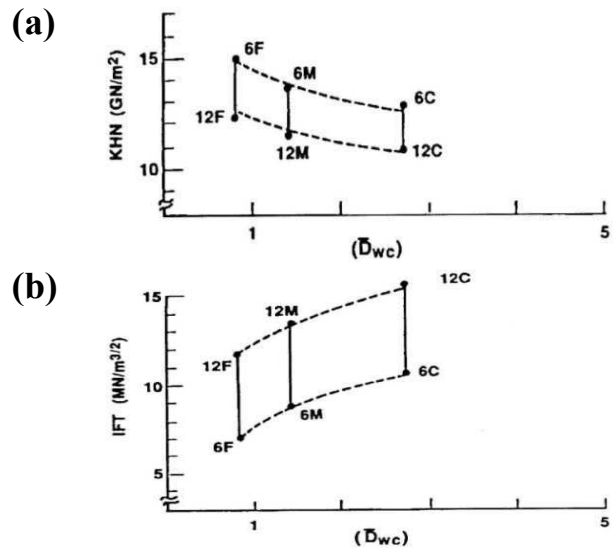 (a)
KHN (GN/m²)
15
10
6F
6M
6C
12F
12M
12C
1
5
(D̄wc)
(b)
IFT (MN/m³/²)
15
10
5
12F
12M
12C
6F
6M
6C
1
5
(D̄wc)